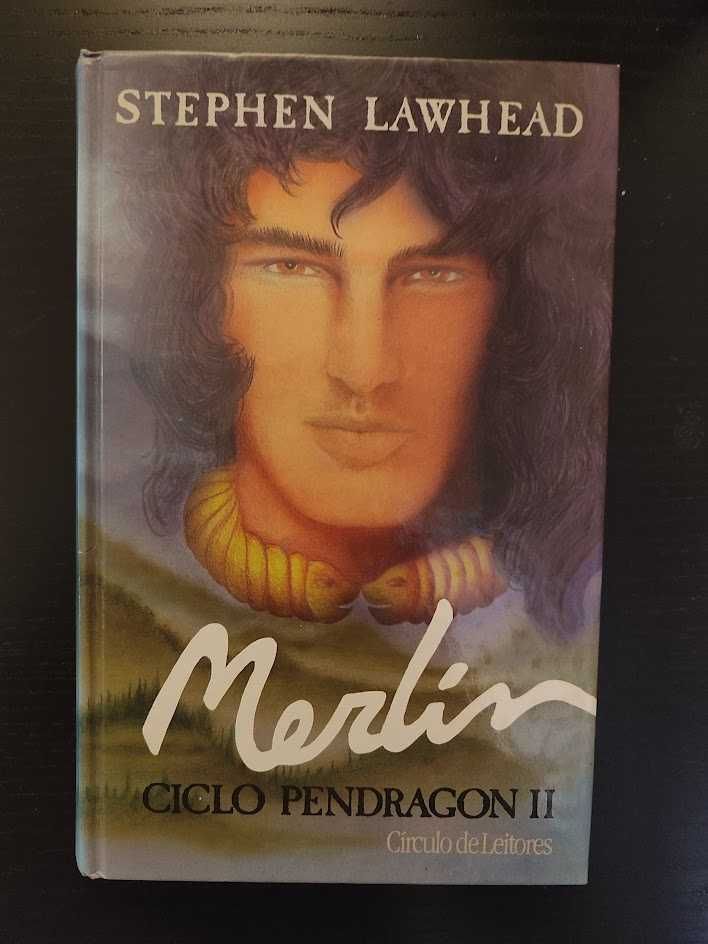 STEPHEN LAWHEAD
Merlin
CICLO PENDRAGON II
Círculo de Leitores